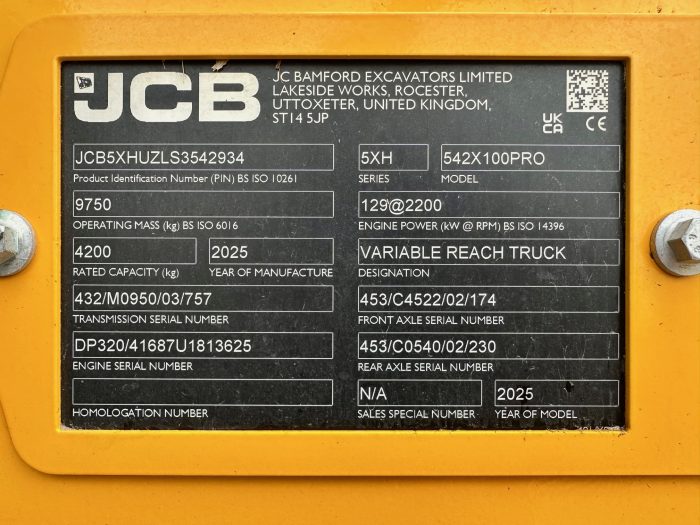 JCB
JC BAMFORD EXCAVATORS LIMITED
LAKESIDE WORKS, ROCESTER,
UTTOXETER, UNITED KINGDOM,
ST14 5JP
UK
CA CE
JCB5XHUZLS3542934
Product Identification Number (PIN) BS ISO 10261
5XH
SERIES
542X100PRO
MODEL
9750
OPERATING MASS (kg) BS ISO 6016
129@2200
ENGINE POWER (kW @ RPM) BS ISO 14396
4200
RATED CAPACITY (kg)
2025
YEAR OF MANUFACTURE
VARIABLE REACH TRUCK
DESIGNATION
432/M0950/03/757
TRANSMISSION SERIAL NUMBER
453/C4522/02/174
FRONT AXLE SERIAL NUMBER
DP320/41687U1813625
ENGINE SERIAL NUMBER
453/C0540/02/230
REAR AXLE SERIAL NUMBER
HOMOLOGATION NUMBER
N/A
SALES SPECIAL NUMBER
2025
YEAR OF MODEL